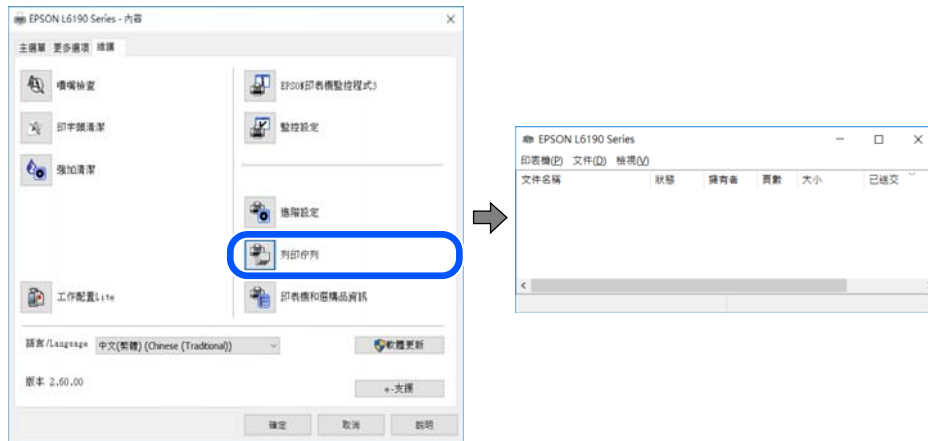 EPSON L6190 Series - 內容
主選單 更多選項 維護
噴嘴檢查
印字頭清潔
強加清潔
工作配置Lite
EPSON印表機監控程式3
監控設定
進階設定
列印佇列
印表機和選購品資訊
語言/Language 中文(繁體) (Chinese (Traditional))
軟體更新
版本 2.60.00
e-支援
確定 取消 說明
EPSON L6190 Series
印表機(P) 文件(D) 檢視(V)
文件名稱 狀態 擁有者 頁數 大小 已送交